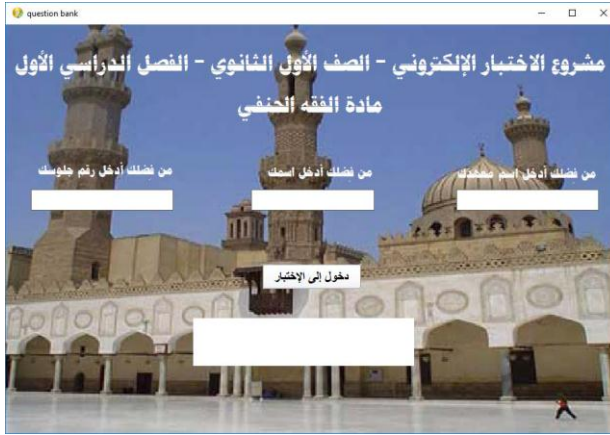 question bank
مشروع الاختبار الإلكتروني - الصف الأول الثانوي - الفصل الدراسي الأول
مادة الفقه الحنفي
من فضلك أدخل اسم معهدك
من فضلك أدخل اسمك
من فضلك أدخل رقم جلوسك
دخول إلى الإختبار